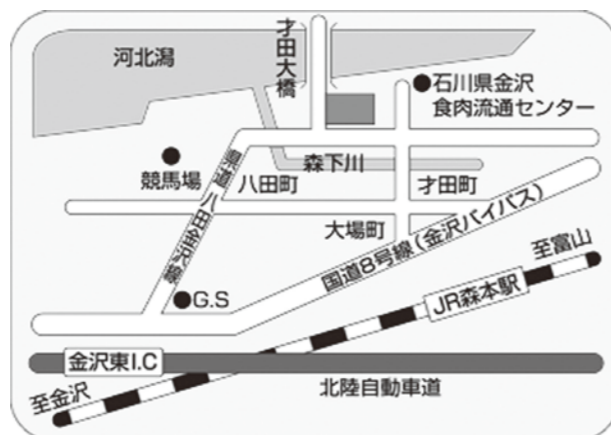 河北潟
才田大橋
石川県金沢
食肉流通センター
競馬場
県道 八田金沢線
八田町
森下川
才田町
大場町
国道8号線(金沢バイパス)
至富山
G.S
JR森本駅
金沢東I.C
北陸自動車道
至金沢